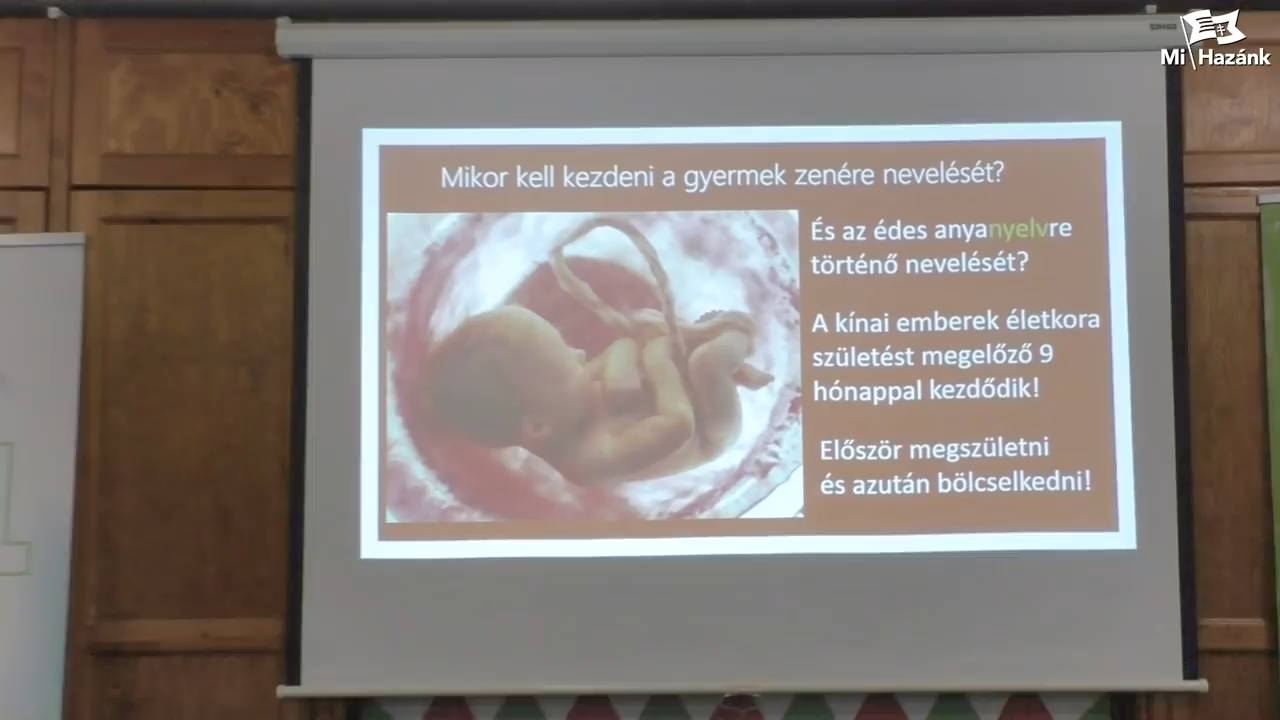 Mi Hazánk
Mikor kell kezdeni a gyermek zenére nevelését?
És az édes anyanyelvre
történő nevelését?
A kínai emberek életkora
születést megelőző 9
hónappal kezdődik!
Először megszületni
és azután bölcselkedni!